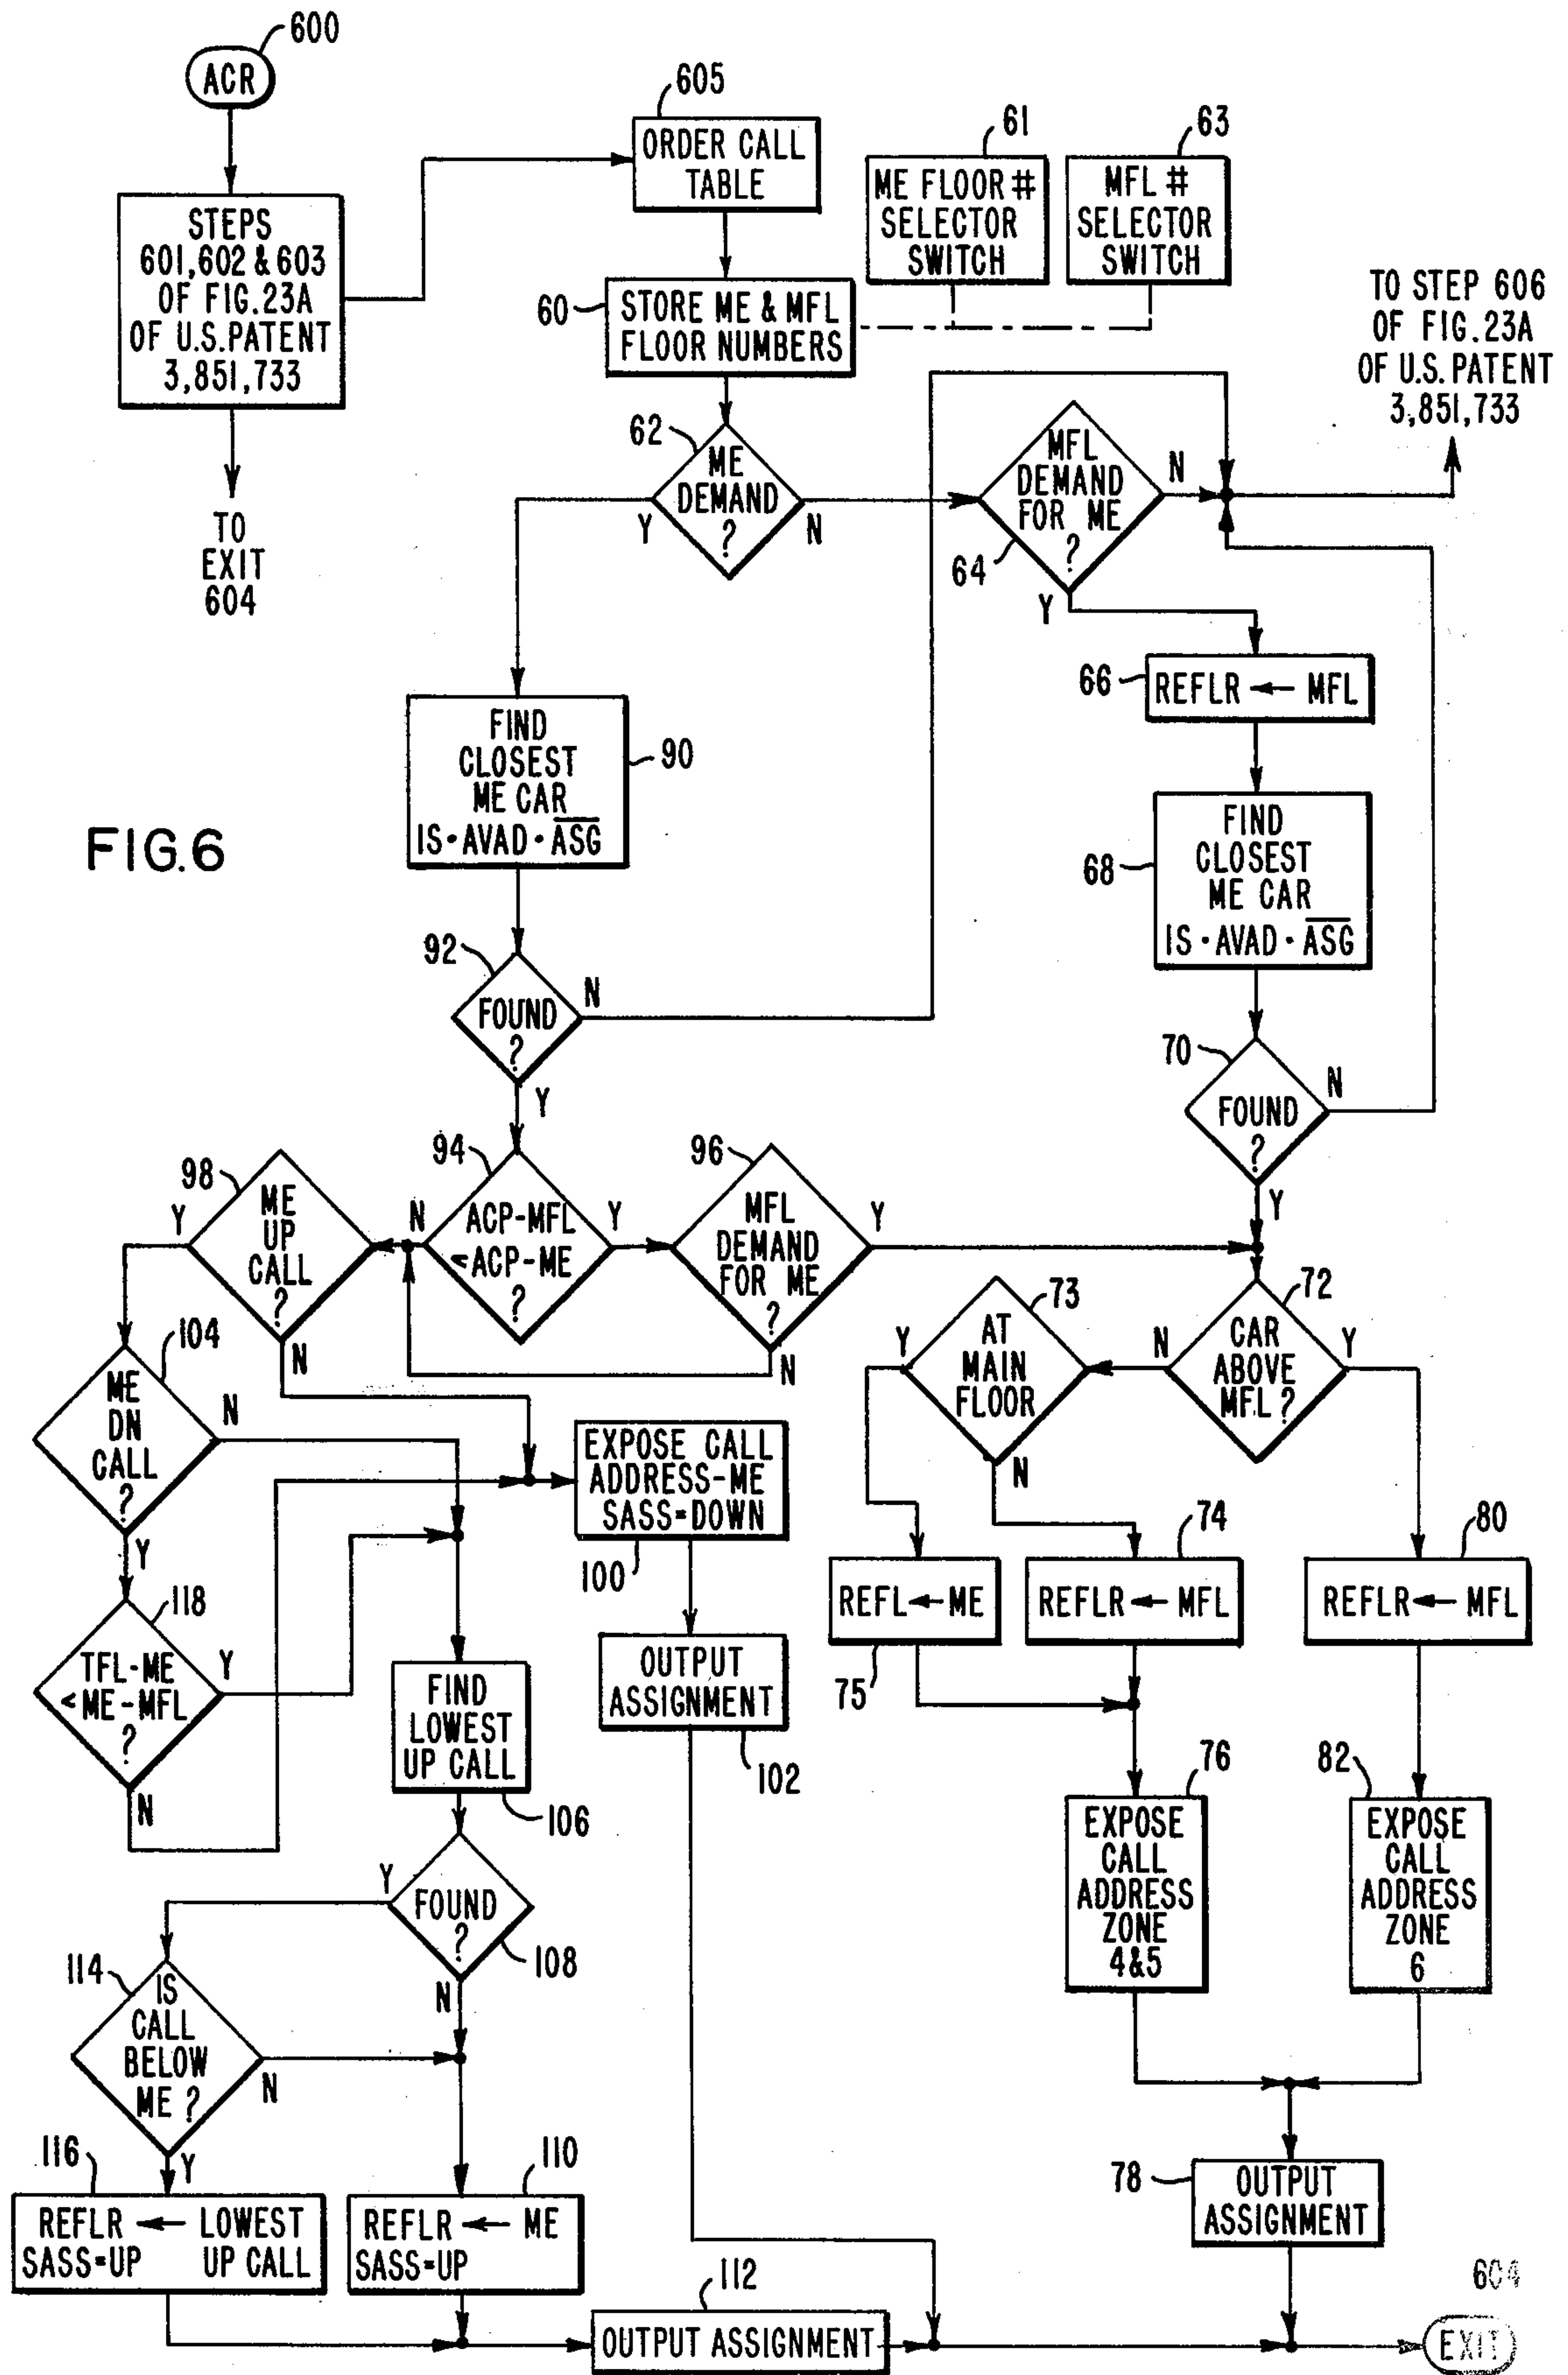 600
ACR
605
ORDER CALL
TABLE
61
ME FLOOR #
SELECTOR
SWITCH
63
MFL #
SELECTOR
SWITCH
STEPS
601,602 & 603
OF FIG.23A
OF U.S. PATENT
3,851,733
60
STORE ME & MFL
FLOOR NUMBERS
TO STEP 606
OF FIG.23A
OF U.S. PATENT
3,851,733
TO
EXIT
604
62
ME
DEMAND
?
Y
N
MFL
DEMAND
FOR ME
?
64
N
Y
66
REFLR ← MFL
FIND
CLOSEST
ME CAR
IS·AVAD·A̅S̅G̅
90
FIG.6
68
FIND
CLOSEST
ME CAR
IS·AVAD·A̅S̅G̅
92
FOUND
?
N
Y
70
FOUND
?
N
Y
98
ME
UP
CALL
?
Y
N
94
ACP-MFL
<ACP-ME
?
N
Y
96
MFL
DEMAND
FOR ME
?
Y
N
72
CAR
ABOVE
MFL ?
N
Y
73
AT
MAIN
FLOOR
Y
N
104
ME
DN
CALL
?
N
Y
EXPOSE CALL
ADDRESS-ME
SASS=DOWN
100
75
REFL ← ME
74
REFLR ← MFL
80
REFLR ← MFL
118
TFL-ME
<ME-MFL
?
Y
N
FIND
LOWEST
UP CALL
106
OUTPUT
ASSIGNMENT
102
76
EXPOSE
CALL
ADDRESS
ZONE
4&5
82
EXPOSE
CALL
ADDRESS
ZONE
6
Y
FOUND
?
108
N
114
IS
CALL
BELOW
ME ?
N
Y
116
REFLR ← LOWEST
SASS=UP UP CALL
110
REFLR ← ME
SASS=UP
78
OUTPUT
ASSIGNMENT
112
OUTPUT ASSIGNMENT
604
EXIT